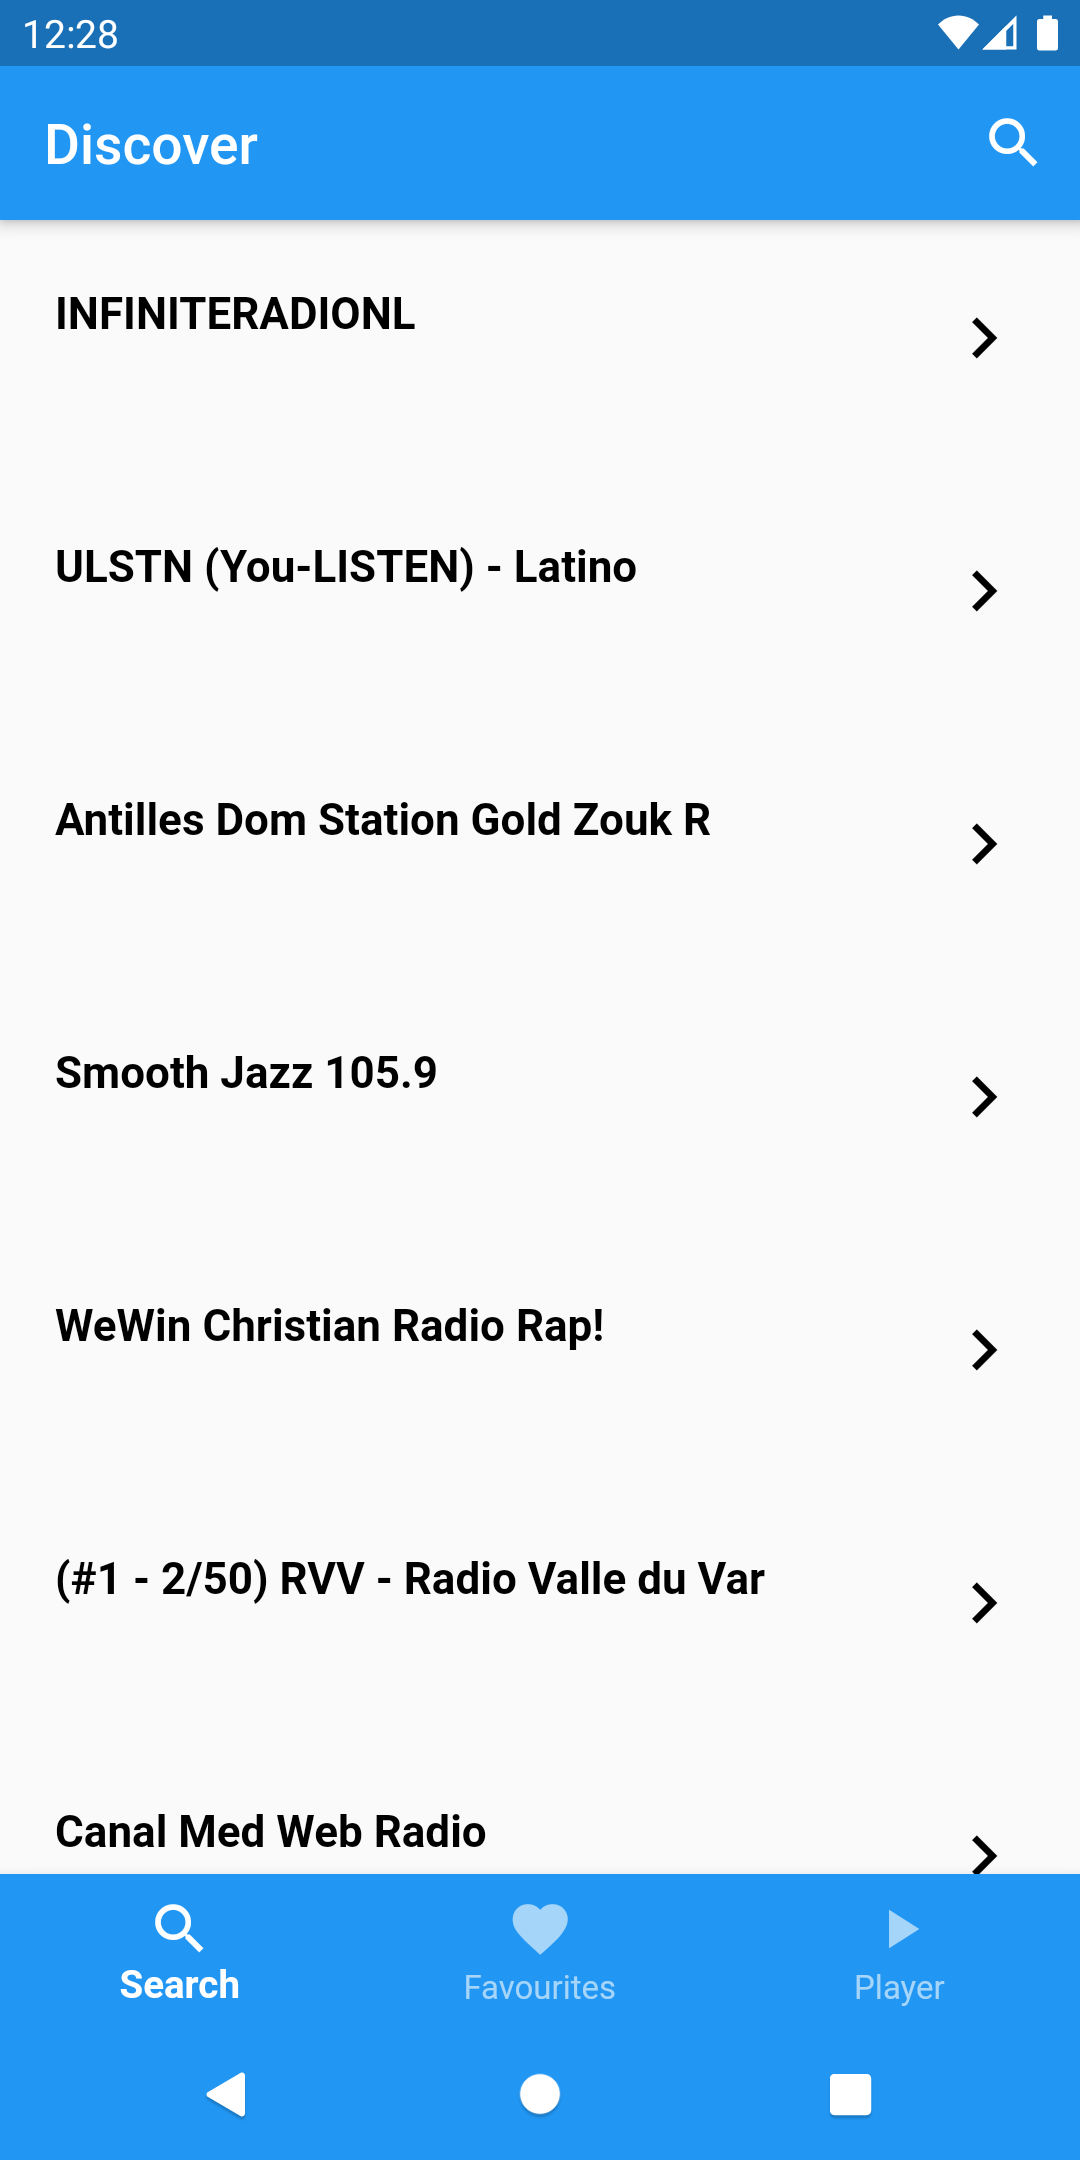 12:28
Discover
INFINITERADIONL
ULSTN (You-LISTEN) - Latino
Antilles Dom Station Gold Zouk R
Smooth Jazz 105.9
WeWin Christian Radio Rap!
(#1 - 2/50) RVV - Radio Valle du Var
Canal Med Web Radio
Search
Favourites
Player